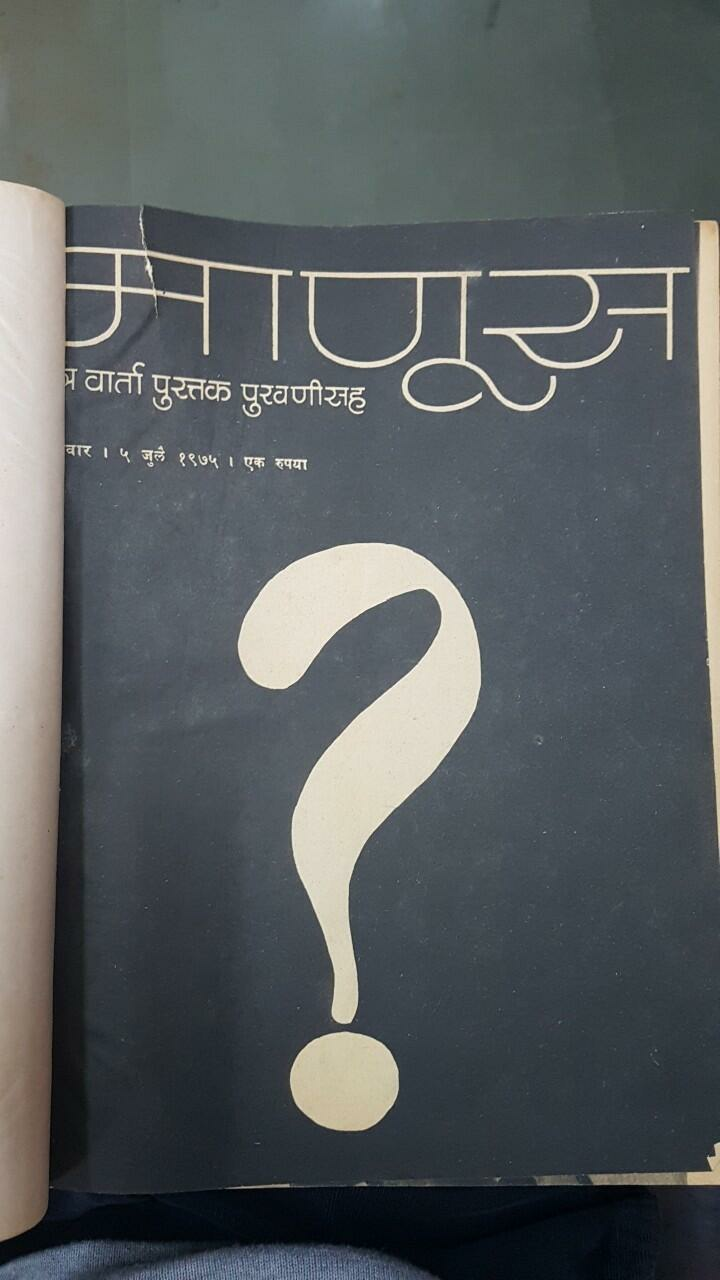 माणूस
वार्ता पुस्तक पुरवणीसह
वार । ५ जुलै १९७५ । एक रुपया
?